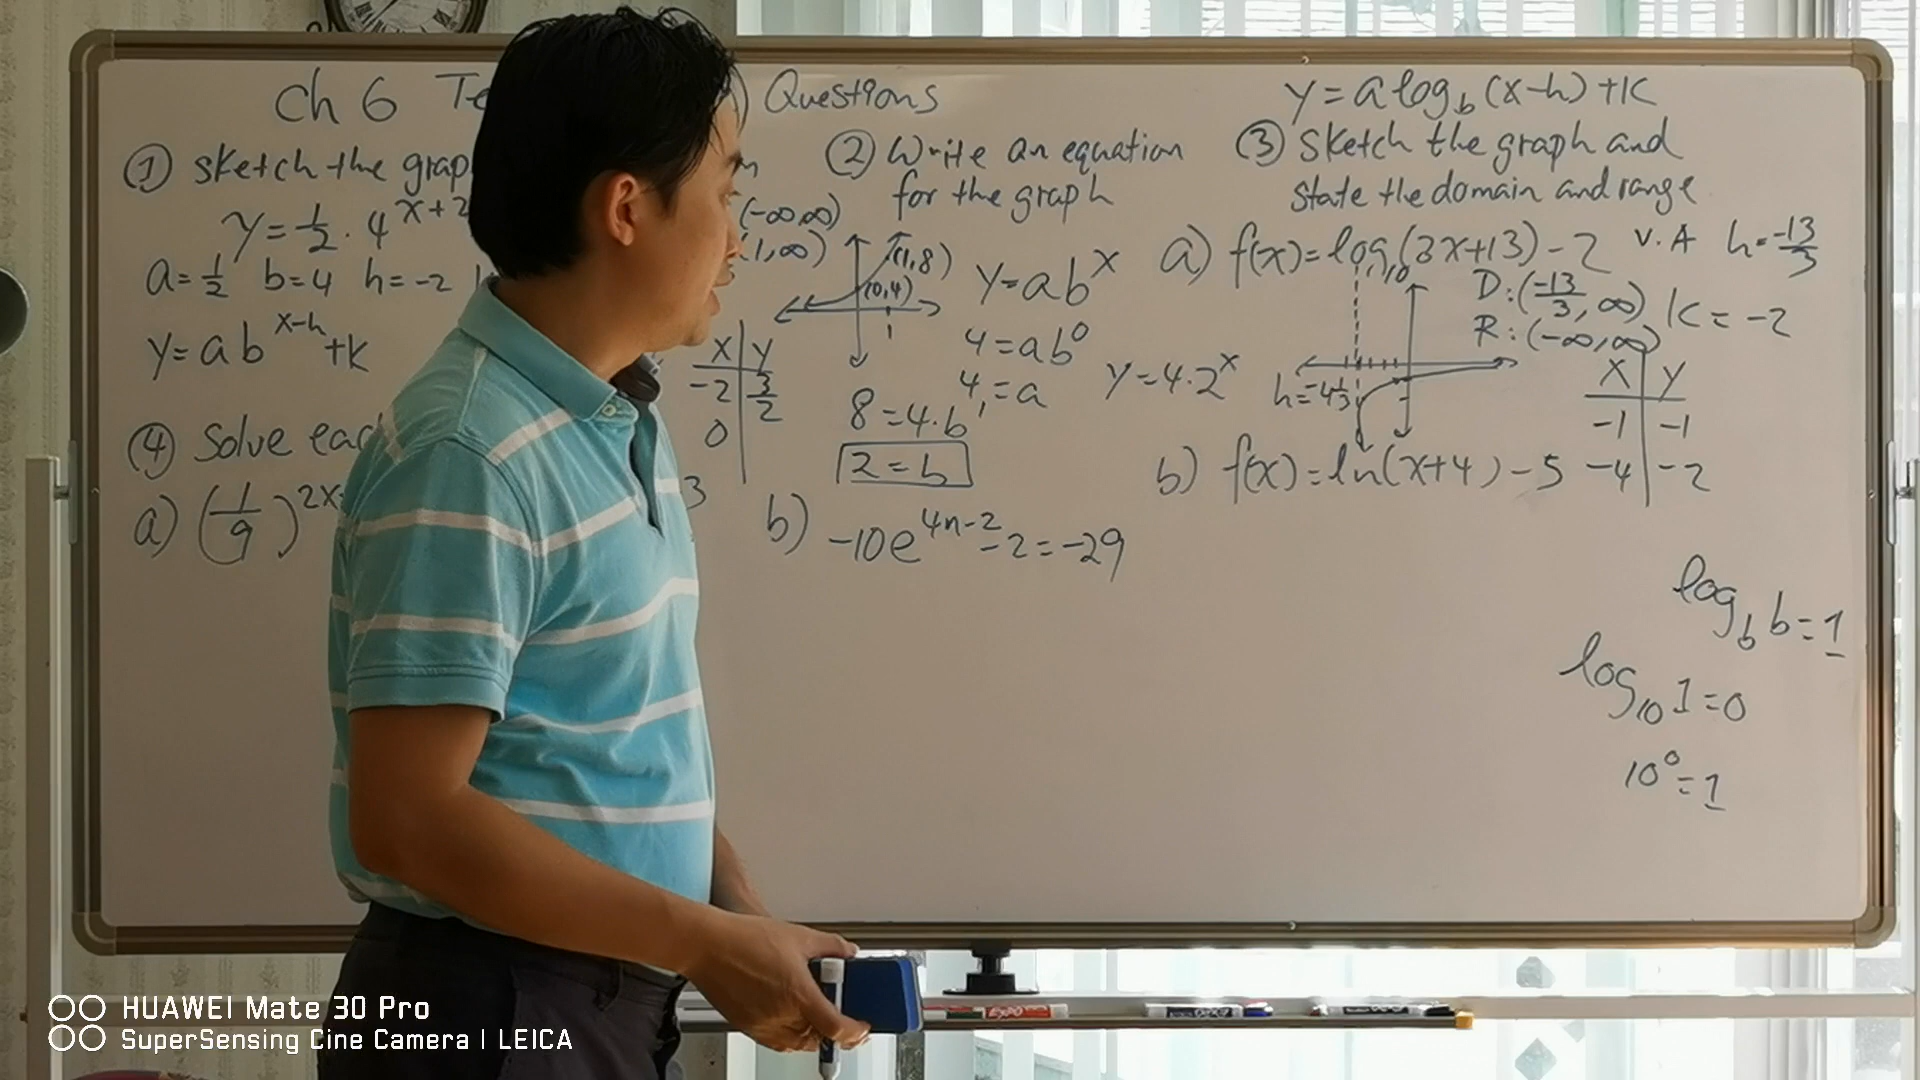 Ch 6 Te Questions
① Sketch the grap
y = 1/2 · 4^(x+2
a = 1/2 b = 4 h = -2
y = ab^(x-h) + k
(-∞,∞)
(1,∞)
x | y
-2 | 3/2
0 |
② Write an equation
for the graph
(1,8)
(0,4)
1
y = ab^x
4 = ab^0
4 = a
8 = 4·b^1
2 = b
y = 4·2^x
y = a log_b (x-h) + k
③ Sketch the graph and
state the domain and range
a) f(x) = log (3x+13) - 2 V.A h = -13/3
10
D: (-13/3, ∞) k = -2
R: (-∞,∞)
x | y
-1 | -1
-4 | -2
b) f(x) = ln(x+4) - 5
④ Solve eac
a) (1/9)^(2x
3
b) -10e^(4n-2) - 2 = -29
log_b b = 1
log_10 1 = 0
10^0 = 1
HUAWEI Mate 30 Pro
SuperSensing Cine Camera | LEICA
EXPO